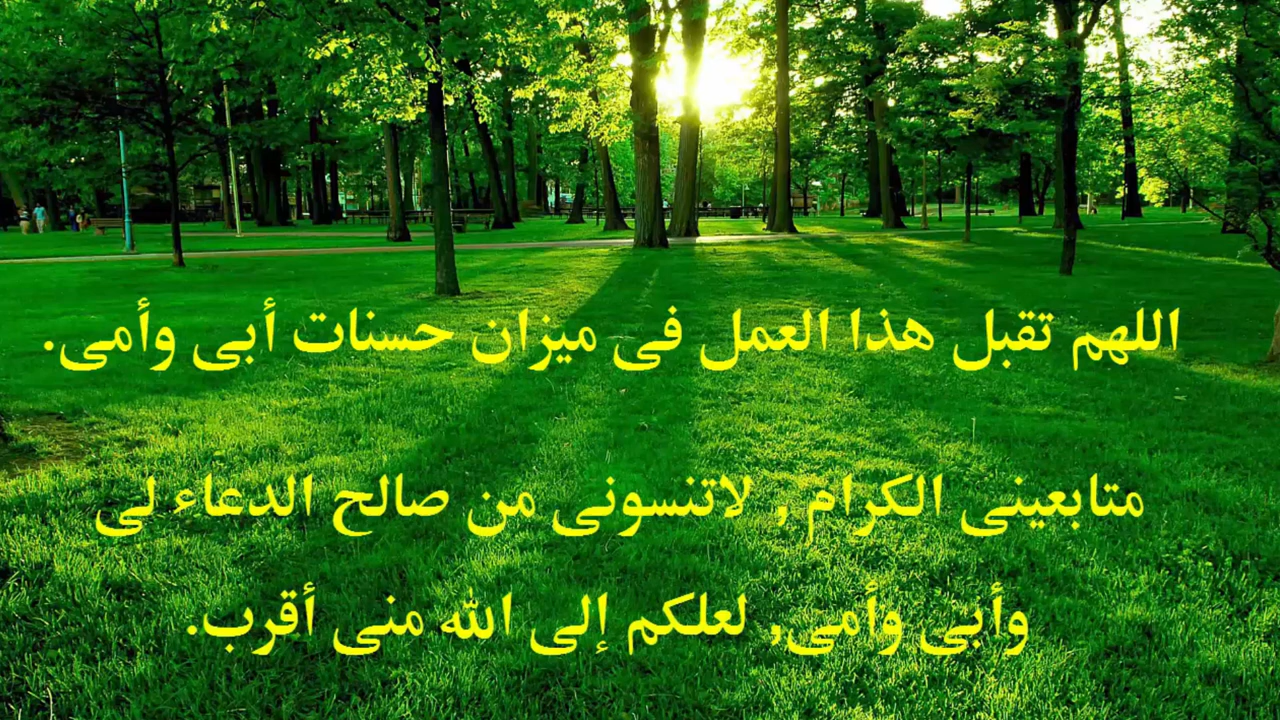 اللهم تقبل هذا العمل فى ميزان حسنات أبى وأمى.
متابعينى الكرام , لاتنسونى من صالح الدعاء لى
وأبى وأمى, لعلكم إلى الله منى أقرب.